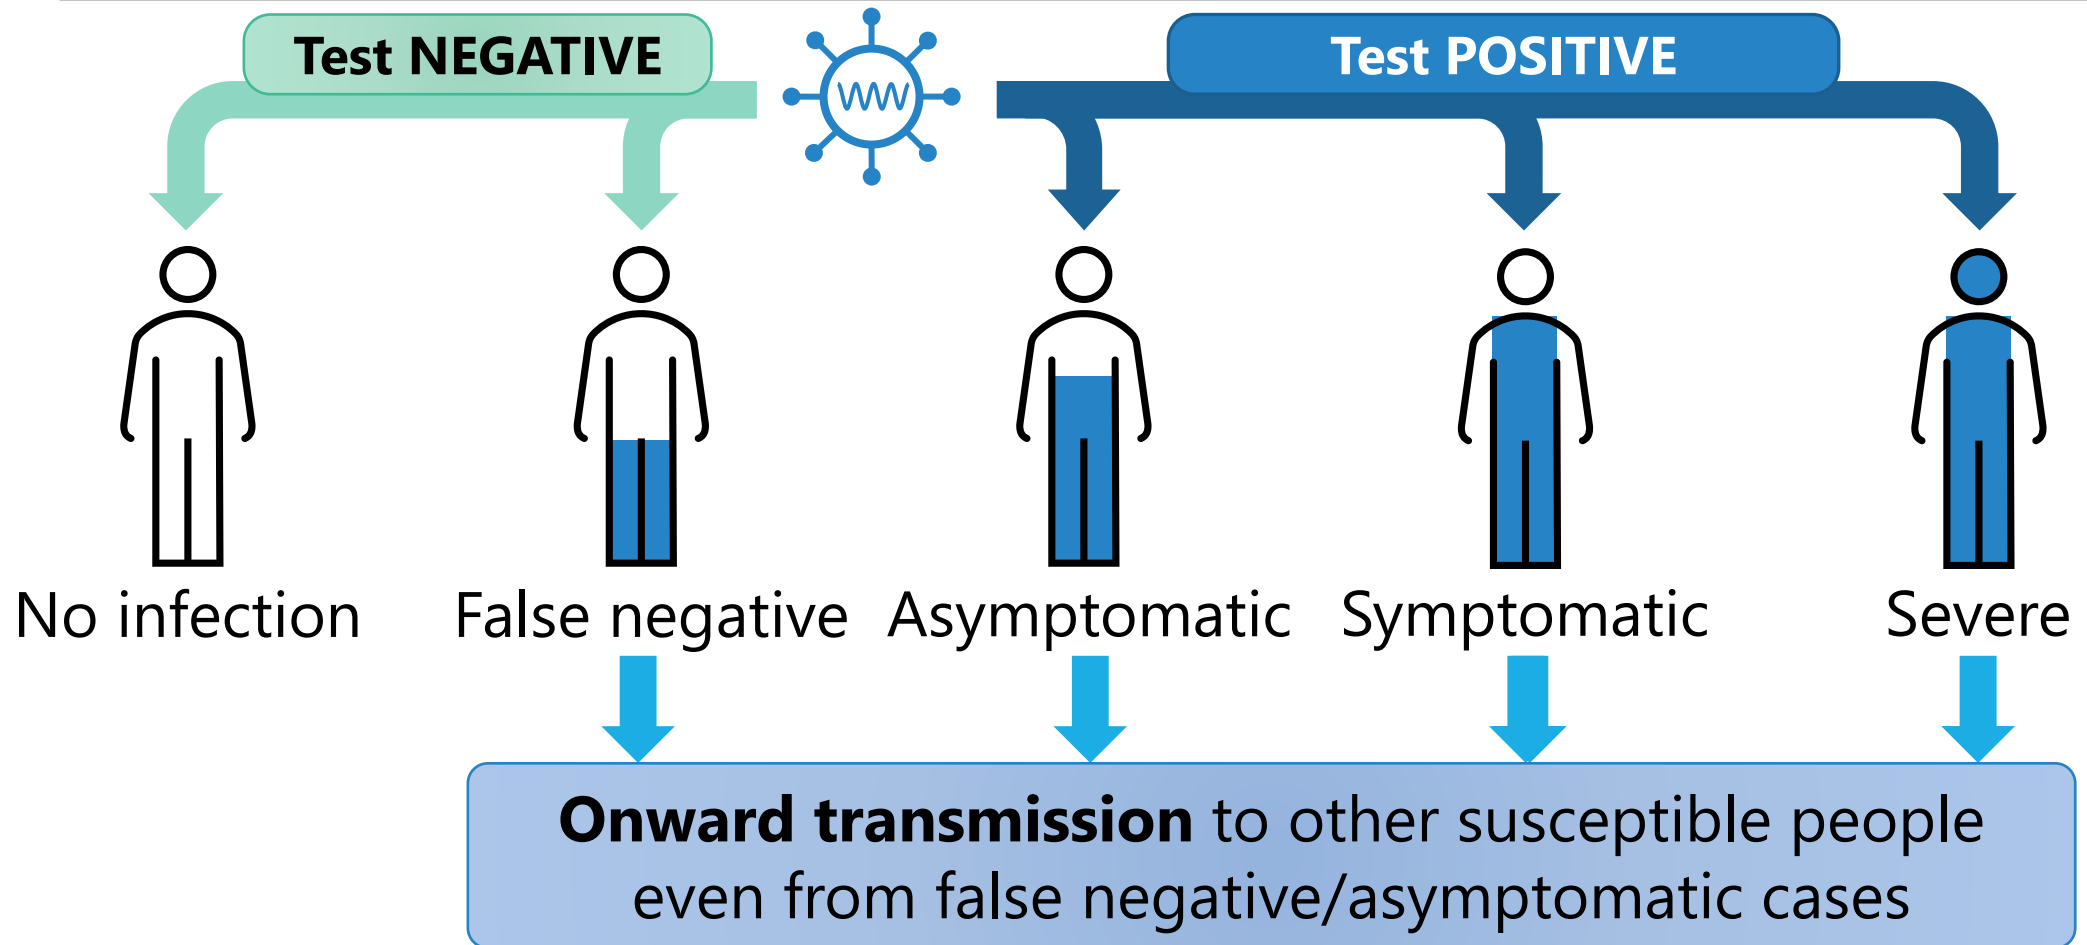 Test NEGATIVE
Test POSITIVE
No infection
False negative
Asymptomatic
Symptomatic
Severe
Onward transmission to other susceptible people
even from false negative/asymptomatic cases